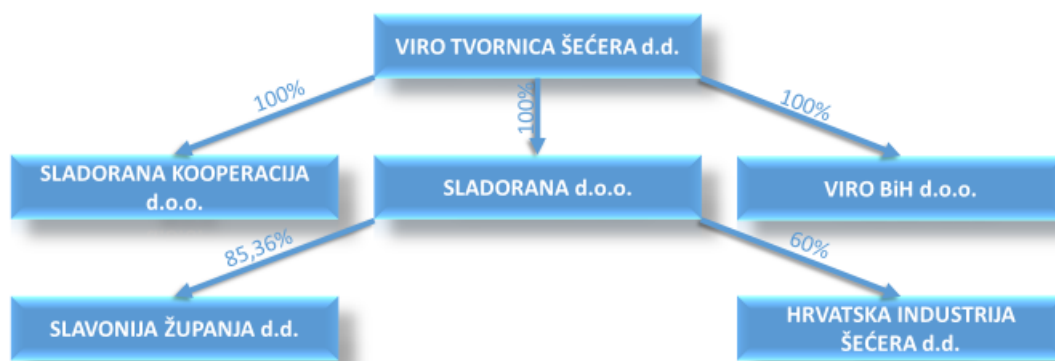 VIRO TVORNICA ŠEĆERA d.d.
100%
100%
100%
SLADORANA KOOPERACIJA
d.o.o.
SLADORANA d.o.o.
VIRO BiH d.o.o.
85,36%
60%
SLAVONIJA ŽUPANJA d.d.
HRVATSKA INDUSTRIJA
ŠEĆERA d.d.